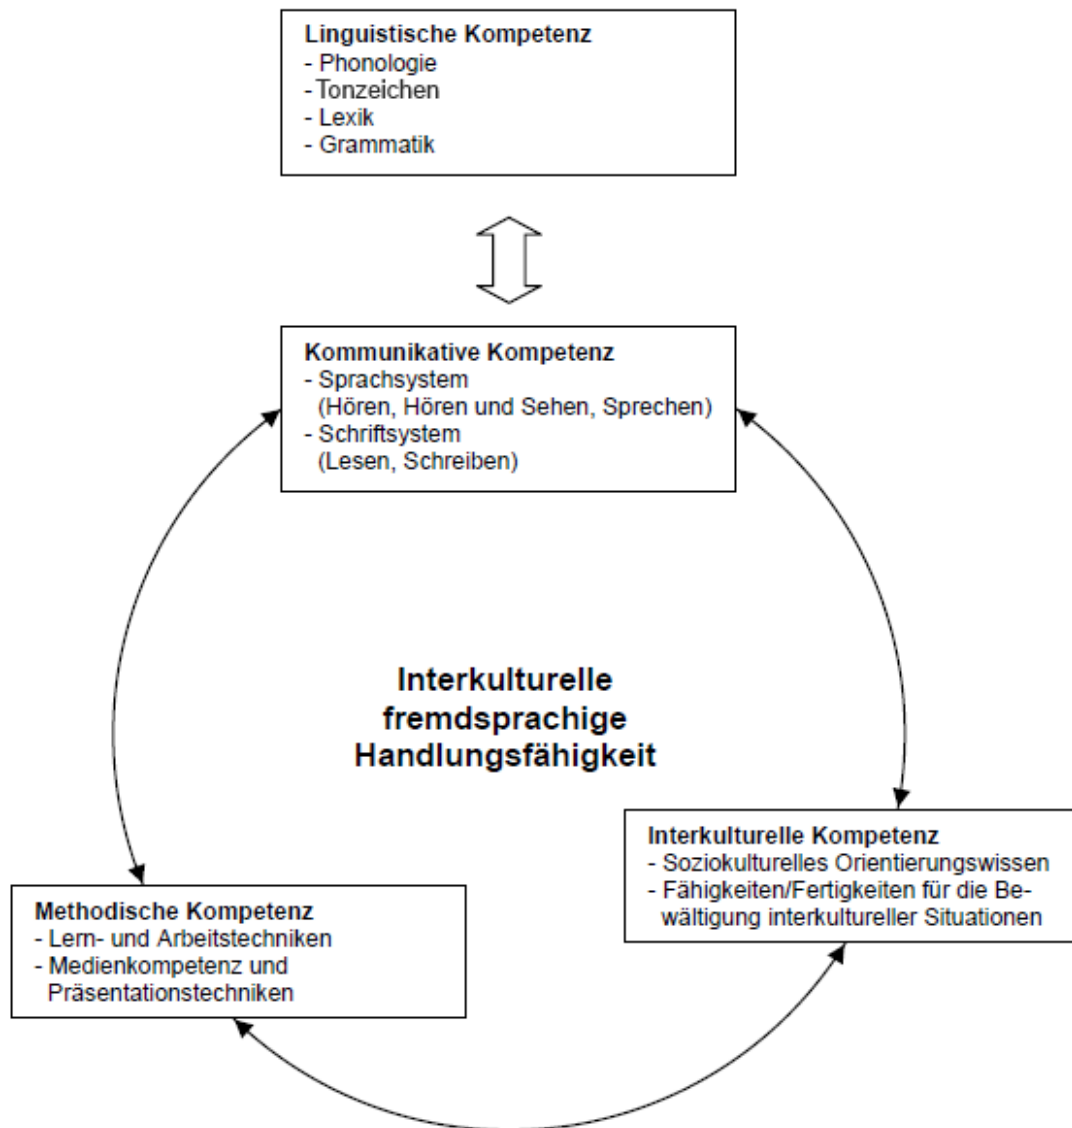 Linguistische Kompetenz
- Phonologie
- Tonzeichen
- Lexik
- Grammatik
Kommunikative Kompetenz
- Sprachsystem
(Hören, Hören und Sehen, Sprechen)
- Schriftsystem
(Lesen, Schreiben)
Interkulturelle
fremdsprachige
Handlungsfähigkeit
Interkulturelle Kompetenz
- Soziokulturelles Orientierungswissen
- Fähigkeiten/Fertigkeiten für die Be-
wältigung interkultureller Situationen
Methodische Kompetenz
- Lern- und Arbeitstechniken
- Medienkompetenz und
Präsentationstechniken